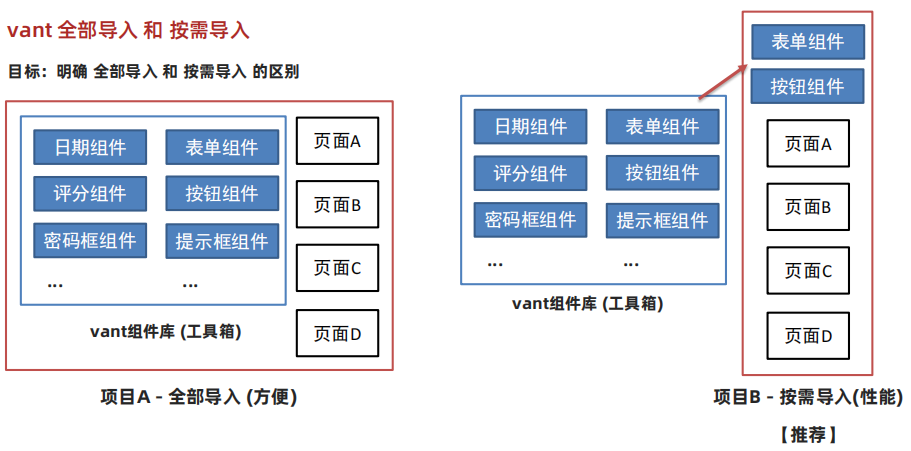 vant 全部导入 和 按需导入
目标：明确 全部导入 和 按需导入 的区别
日期组件 表单组件
评分组件 按钮组件
密码框组件 提示框组件
... ...
vant组件库 (工具箱)
页面A
页面B
页面C
页面D
项目A - 全部导入 (方便)
日期组件 表单组件
评分组件 按钮组件
密码框组件 提示框组件
... ...
vant组件库 (工具箱)
表单组件
按钮组件
页面A
页面B
页面C
页面D
项目B - 按需导入(性能)
【推荐】